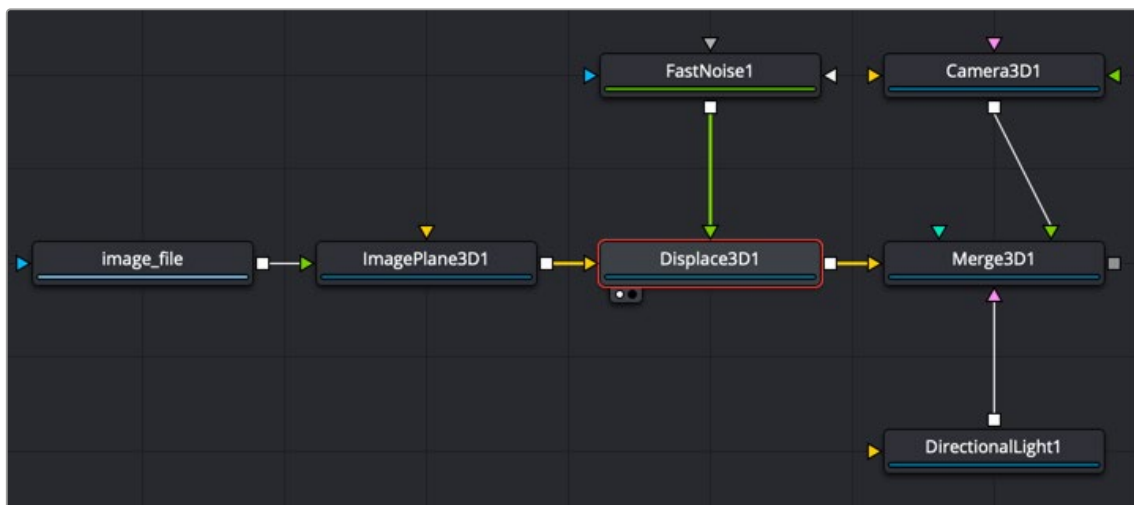 FastNoise1
Camera3D1
image_file
ImagePlane3D1
Displace3D1
Merge3D1
DirectionalLight1